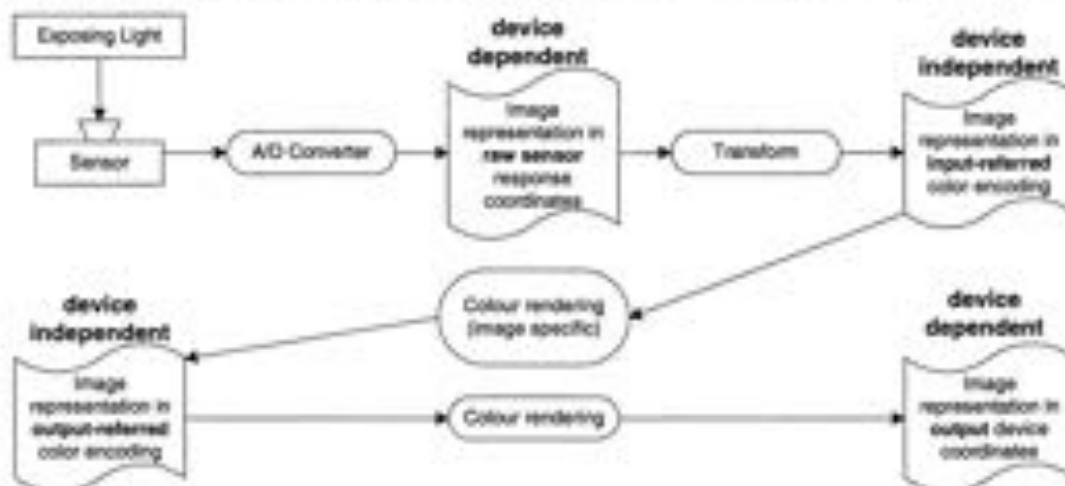 Exposing Light
Sensor
A/D Converter
device
dependent
Image
representation in
raw sensor
response
coordinates
Transform
device
independent
Image
representation in
input-referred
color encoding
Colour rendering
(image specific)
device
independent
Image
representation in
output-referred
color encoding
Colour rendering
device
dependent
Image
representation in
output device
coordinates